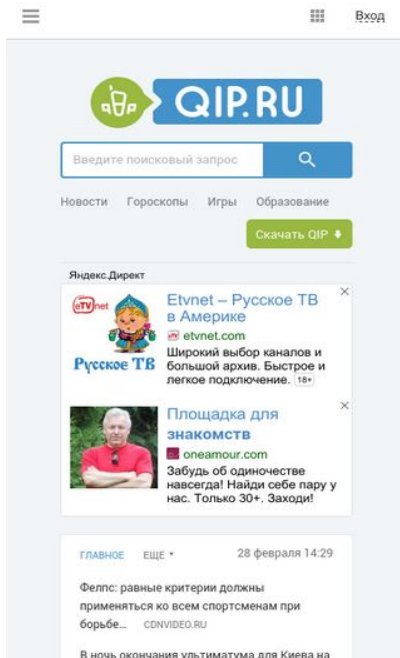 Вход
QIP.RU
Введите поисковый запрос
Новости Гороскопы Игры Образование
Скачать QIP
Яндекс.Директ
eTVnet
Русское ТВ
Etvnet – Русское ТВ
в Америке
etvnet.com
Широкий выбор каналов и
большой архив. Быстрое и
легкое подключение. 18+
Площадка для
знакомств
oneamour.com
Забудь об одиночестве
навсегда! Найди себе пару у
нас. Только 30+. Заходи!
ГЛАВНОЕ ЕЩЕ 28 февраля 14:29
Фелпс: равные критерии должны
применяться ко всем спортсменам при
борьбе... CDNVIDEO.RU
В ночь окончания ультиматума для Киева на